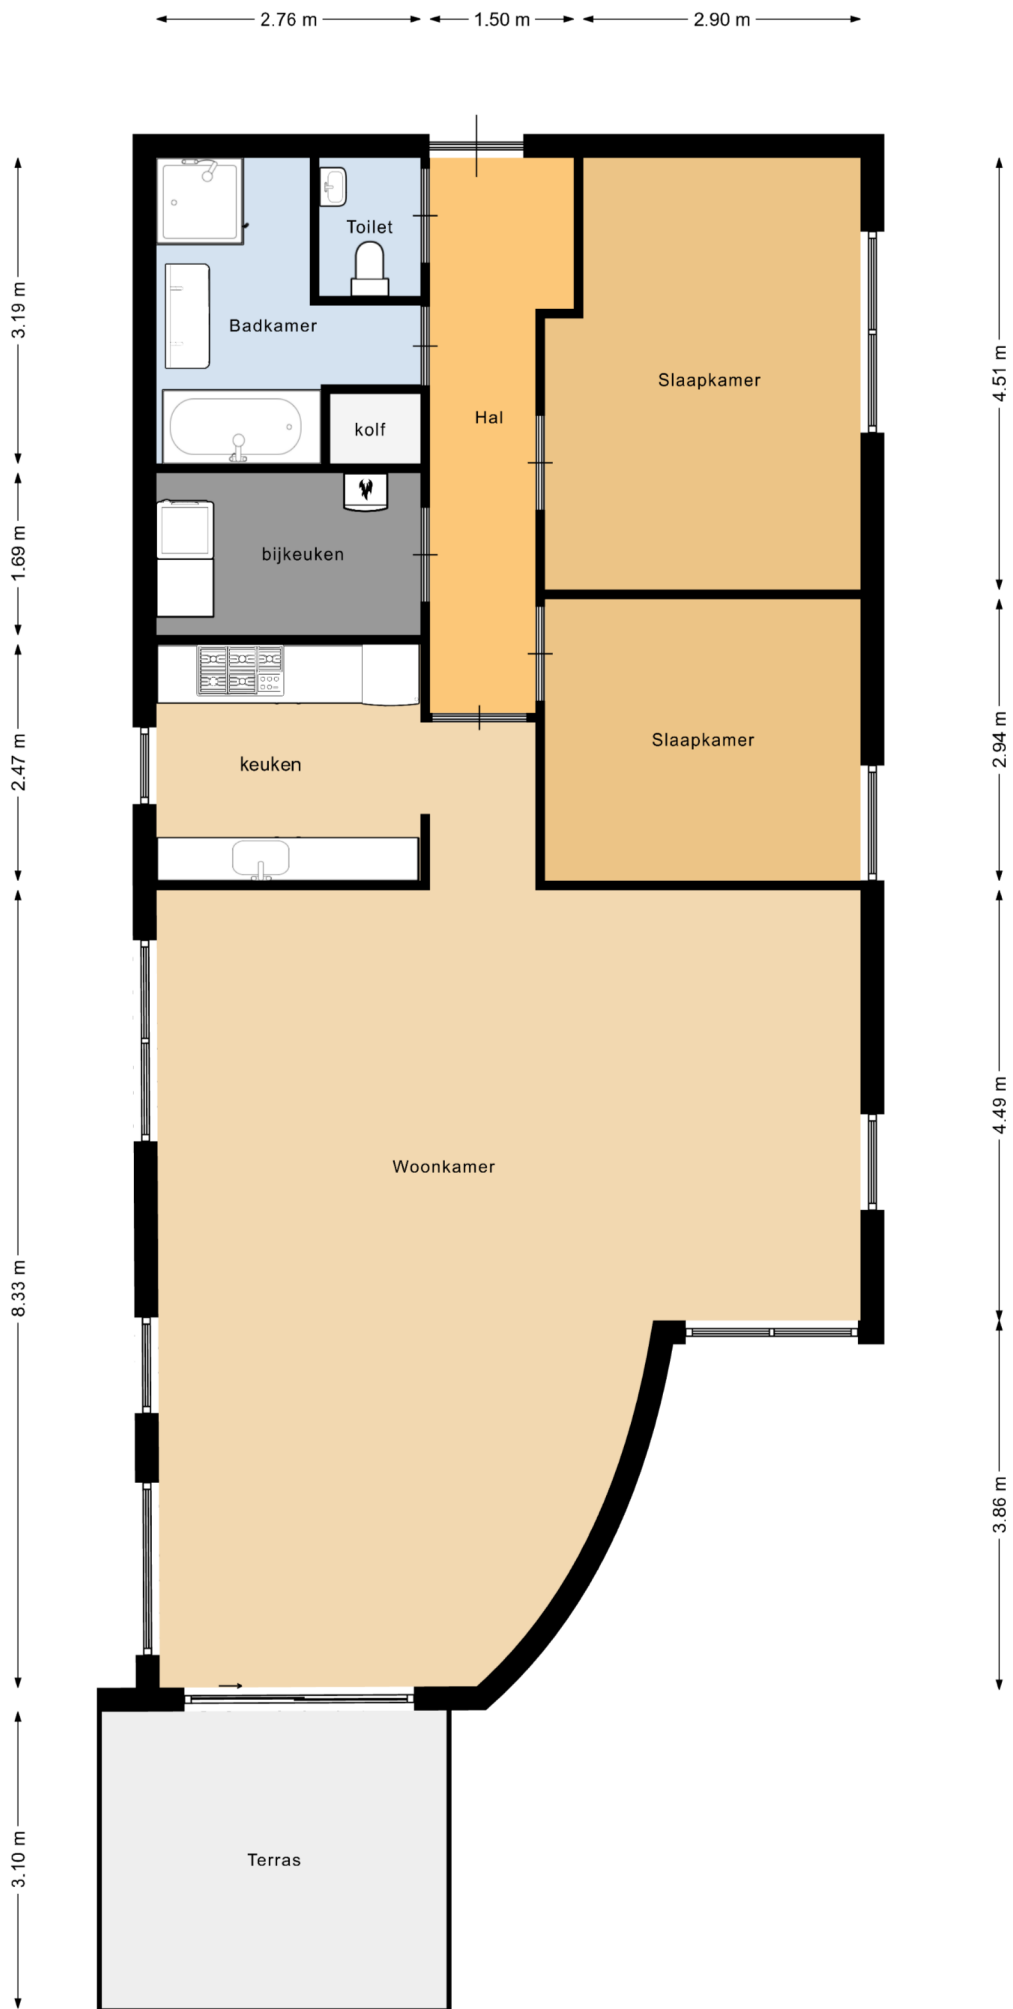 2.76 m
1.50 m
2.90 m
Toilet
3.19 m
Badkamer
4.51 m
Slaapkamer
Hal
kolf
1.69 m
bijkeuken
2.47 m
keuken
2.94 m
Slaapkamer
4.49 m
Woonkamer
8.33 m
3.86 m
3.10 m
Terras